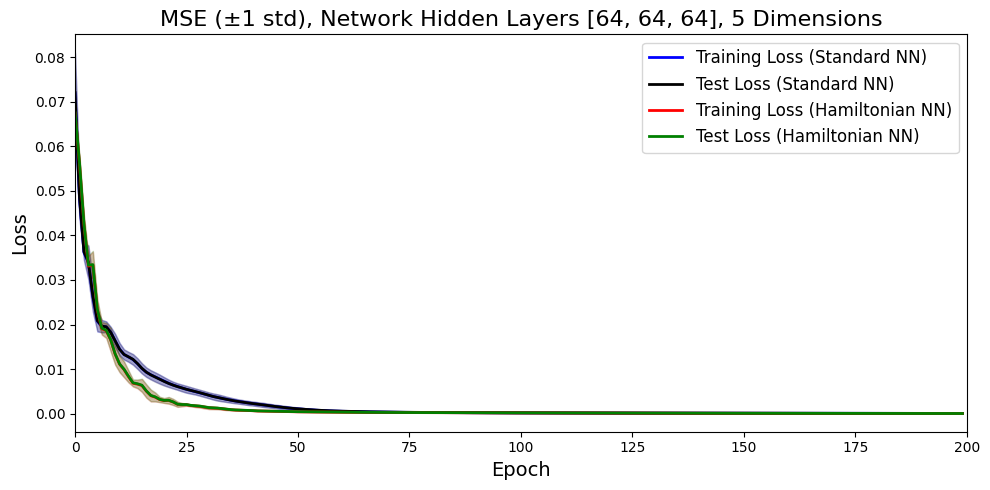 MSE (±1 std), Network Hidden Layers [64, 64, 64], 5 Dimensions
Loss
0.08
0.07
0.06
0.05
0.04
0.03
0.02
0.01
0.00
Training Loss (Standard NN)
Test Loss (Standard NN)
Training Loss (Hamiltonian NN)
Test Loss (Hamiltonian NN)
0 25 50 75 100 125 150 175 200
Epoch